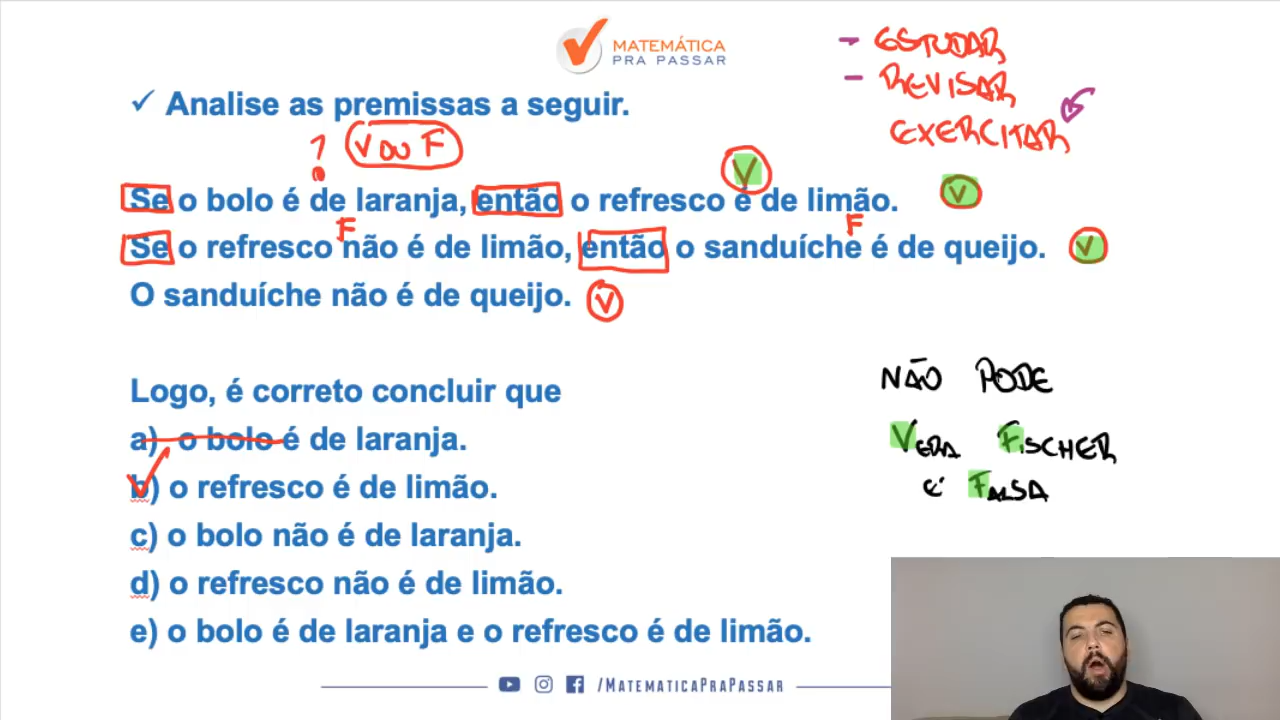 MATEMÁTICA
PRA PASSAR
- ESTUDAR
- REVISAR
EXERCITAR
✓ Analise as premissas a seguir.
? V OU F
V
Se o bolo é de laranja, então o refresco é de limão. V
F F
Se o refresco não é de limão, então o sanduíche é de queijo. V
O sanduíche não é de queijo. V
Logo, é correto concluir que
a) o bolo é de laranja.
b) o refresco é de limão.
c) o bolo não é de laranja.
d) o refresco não é de limão.
e) o bolo é de laranja e o refresco é de limão.
NÃO PODE
VERA FISCHER
É FALSA
/MATEMATICAPRAPASSAR